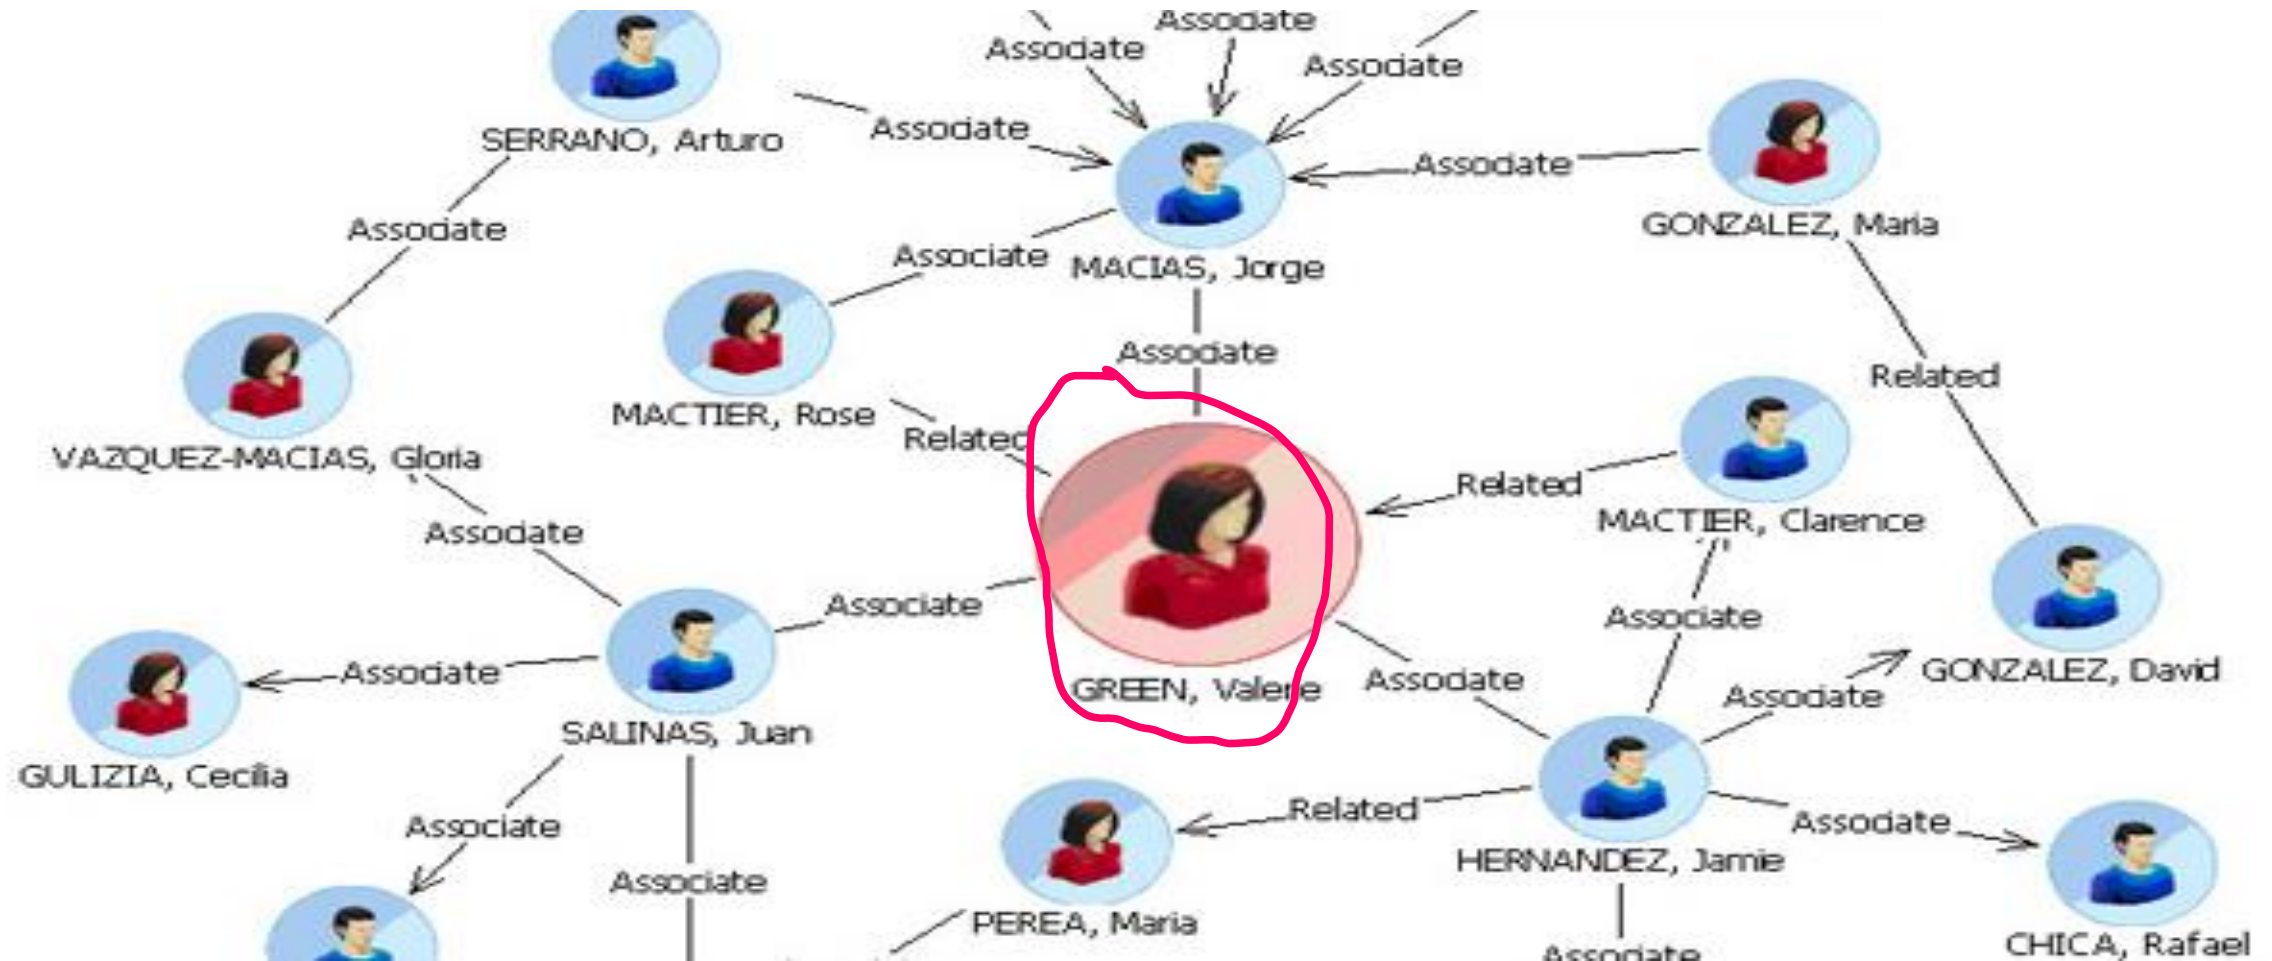 Associate
Associate
Associate
SERRANO, Arturo
Associate
Associate
GONZALEZ, Maria
Associate
Associate
MACIAS, Jorge
Associate
Related
MACTIER, Rose
Related
VAZQUEZ-MACIAS, Gloria
Related
MACTIER, Clarence
Associate
Associate
Associate
GONZALEZ, David
Associate
GREEN, Valerie
Associate
Associate
SALINAS, Juan
GULIZIA, Cecilia
Related
Associate
Associate
HERNANDEZ, Jamie
Associate
PEREA, Maria
CHICA, Rafael
Associate